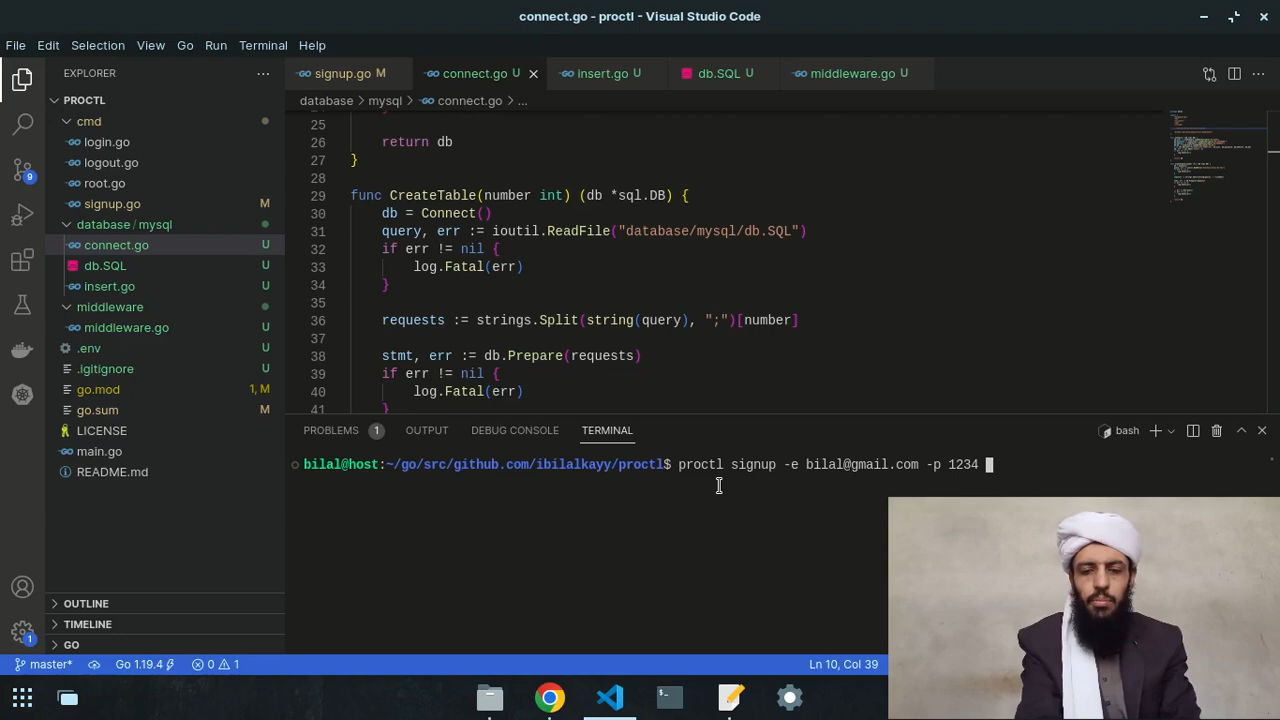 connect.go - proctl - Visual Studio Code
File Edit Selection View Go Run Terminal Help
EXPLORER
signup.go M
connect.go U
insert.go U
db.SQL U
middleware.go U
PROCTL
cmd
login.go
logout.go
root.go
signup.go M
database / mysql
connect.go U
db.SQL U
insert.go U
middleware
middleware.go U
.env U
.igitignore U
go.mod 1, M
go.sum M
LICENSE
main.go
README.md
OUTLINE
TIMELINE
GO
9
1
database > mysql > connect.go > ...
25
26 return db
27 }
28
29 func CreateTable(number int) (db *sql.DB) {
30 db = Connect()
31 query, err := ioutil.ReadFile("database/mysql/db.SQL")
32 if err != nil {
33 log.Fatal(err)
34 }
35
36 requests := strings.Split(string(query), ";")[number]
37
38 stmt, err := db.Prepare(requests)
39 if err != nil {
40 log.Fatal(err)
41 }
PROBLEMS 1 OUTPUT DEBUG CONSOLE TERMINAL
bash
bilal@host:~/go/src/github.com/ibilalkayy/proctl$ proctl signup -e bilal@gmail.com -p 1234
master* Go 1.19.4 0 1
Ln 10, Col 39